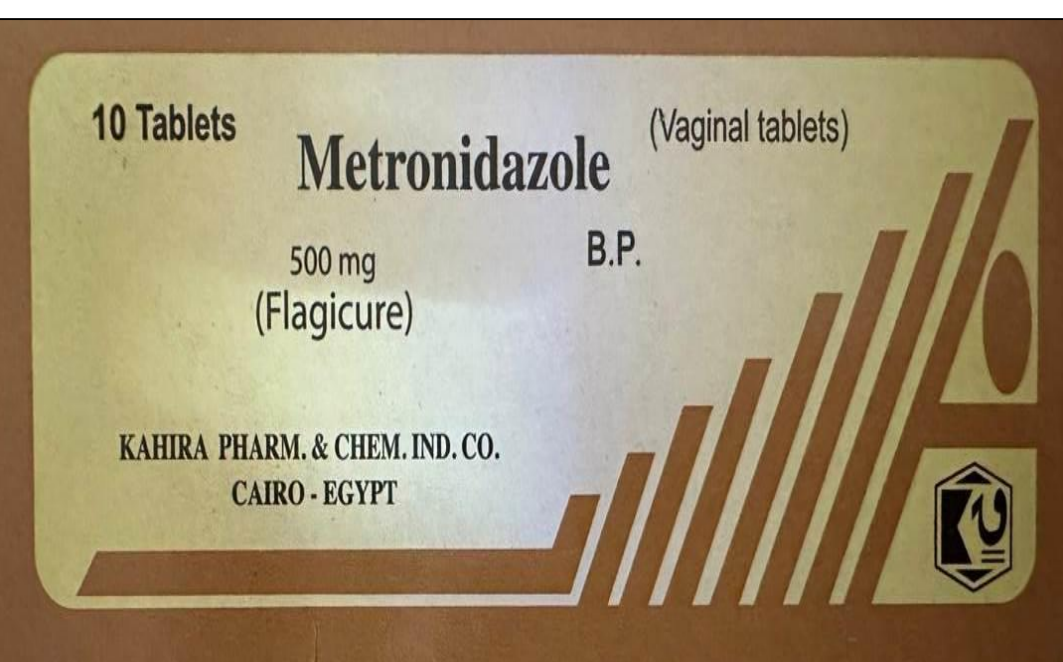 10 Tablets
(Vaginal tablets)
Metronidazole
B.P.
500 mg
(Flagicure)
KAHIRA PHARM. & CHEM. IND. CO.
CAIRO - EGYPT